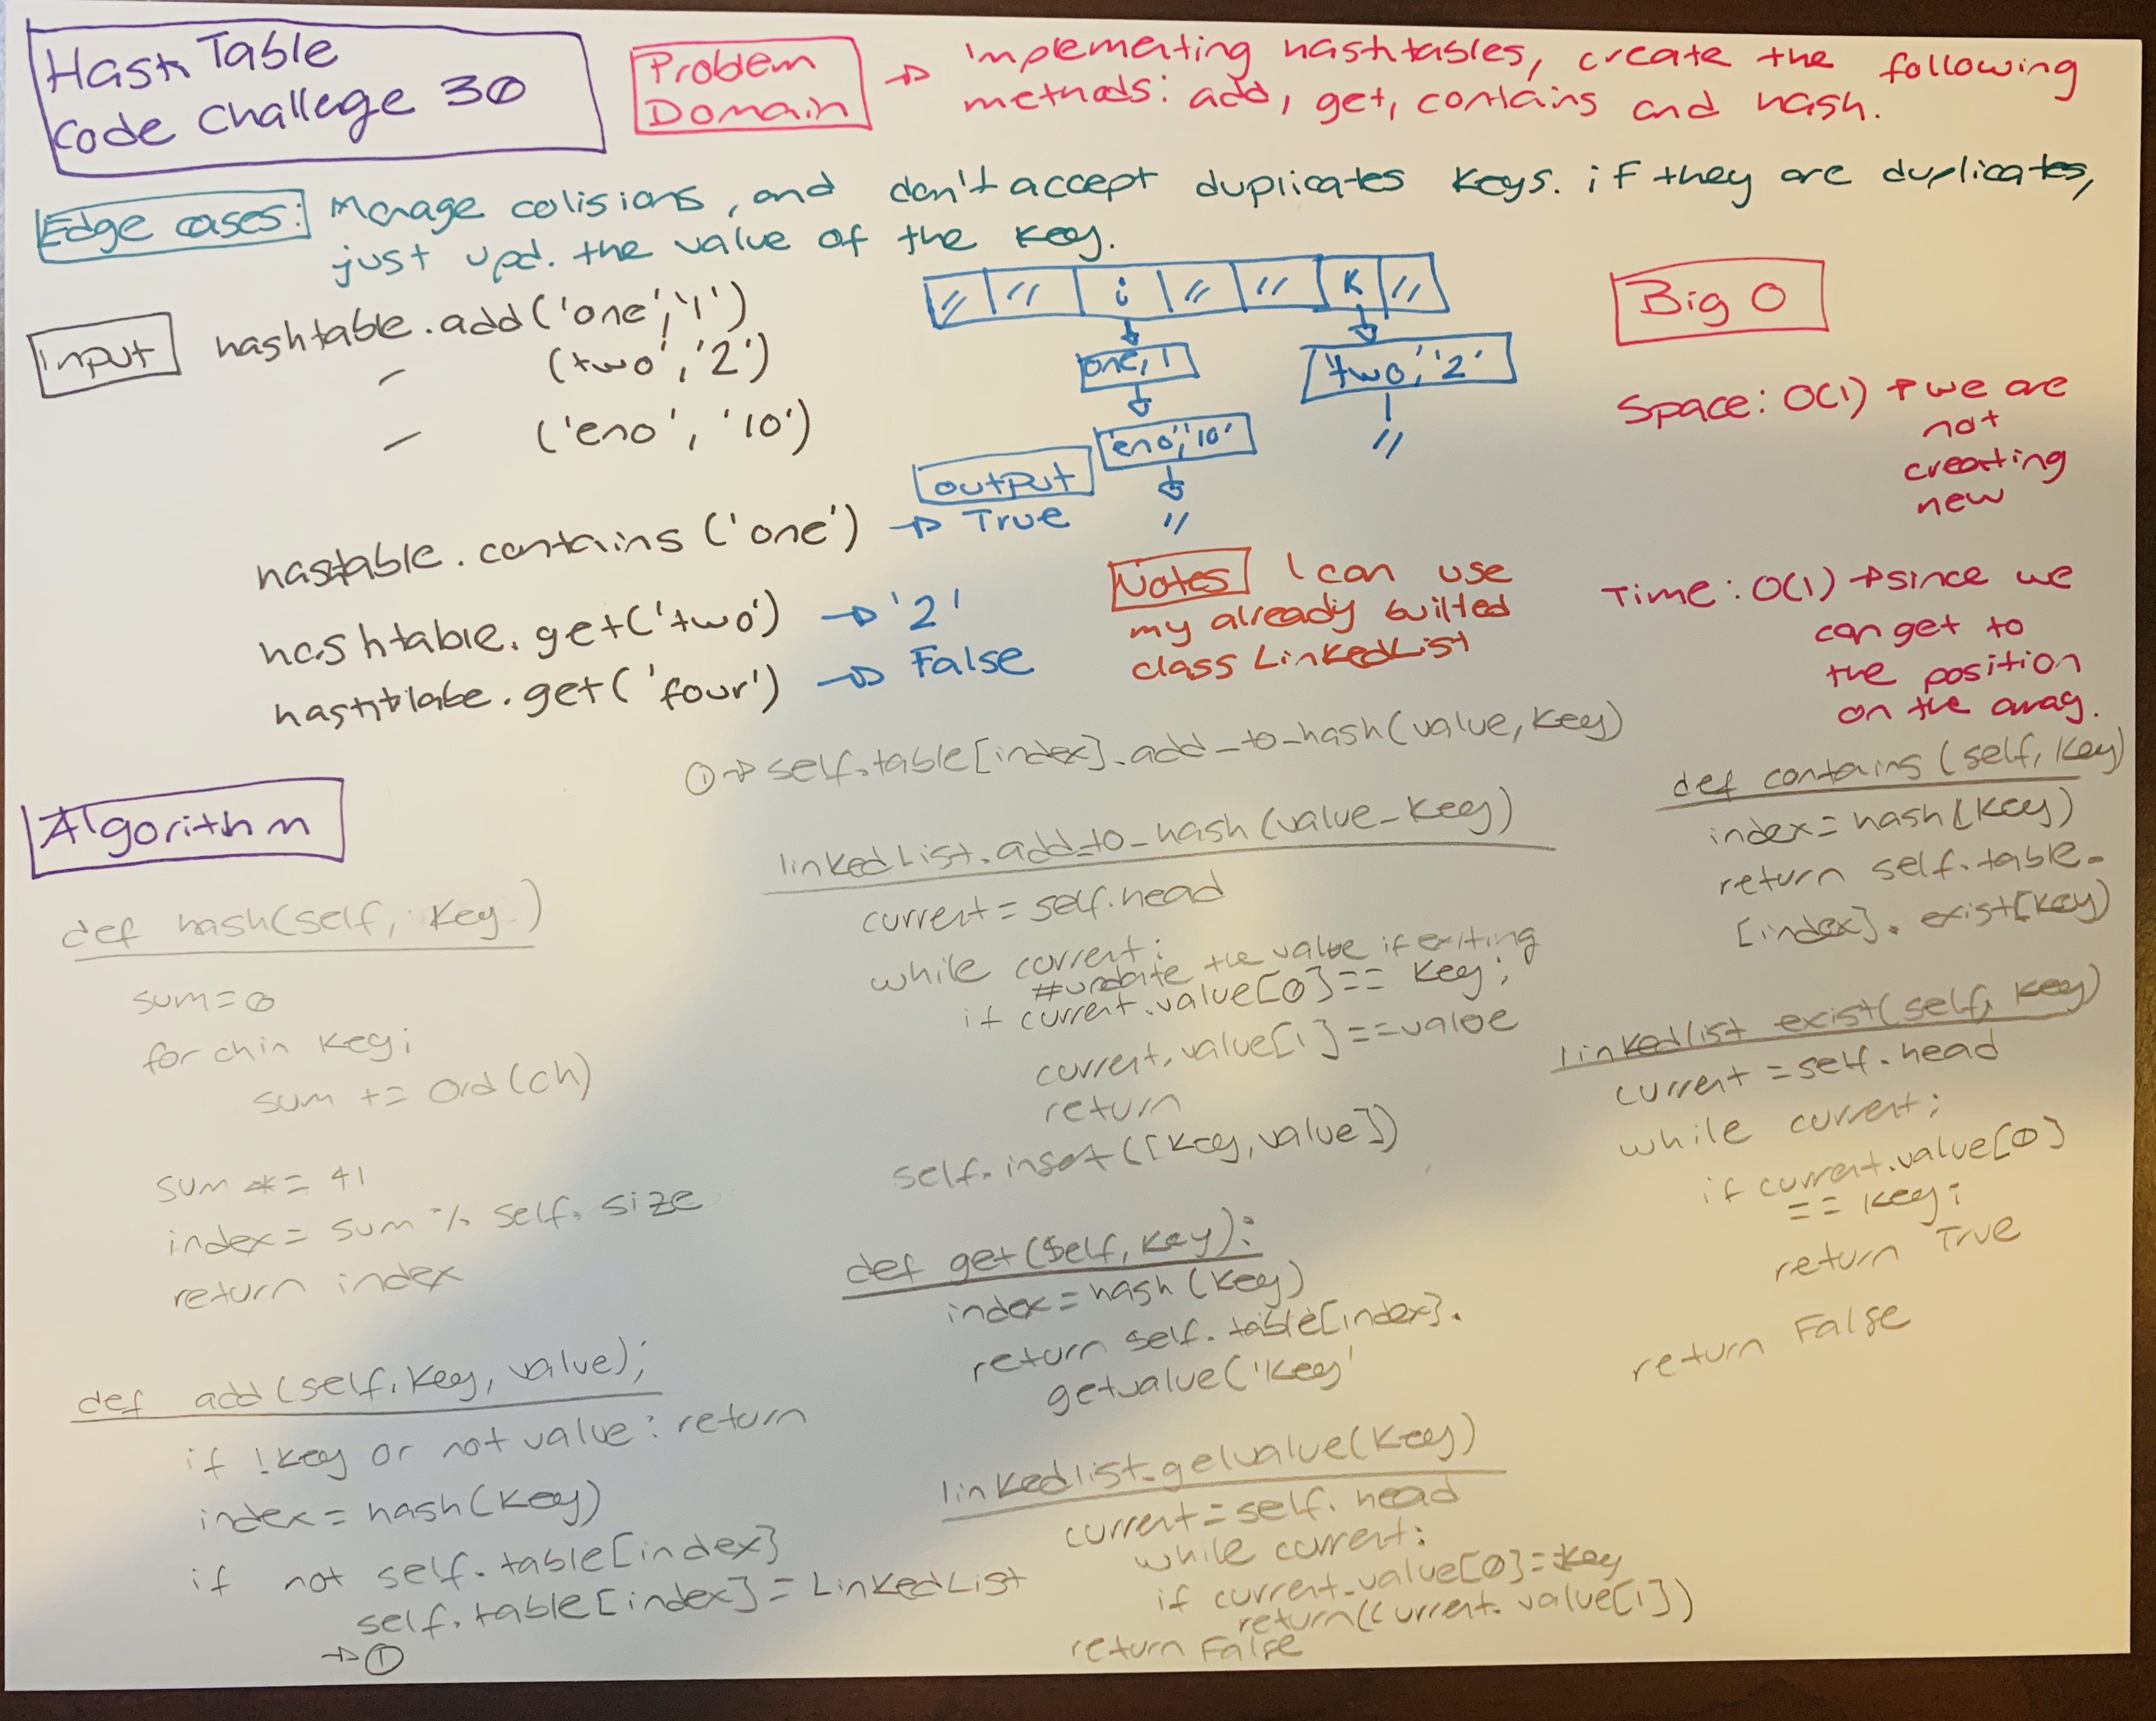 Hash Table
Code Challege 30
Problem
Domain
→ Implementing hashtables, create the following
methods: add, get, contains and hash.
Edge cases: Manage colisions, and don't accept duplicates keys. if they are duplicates,
just upd. the value of the key.
Input
hashtable.add('one','1')
" (two','2')
" ('eno', '10')
// // i // // K //
one, 1
'two','2'
'eno','10'
//
//
output
hashtable.contains ('one') → True
hashtable.get('two') → '2'
hashtblabe.get('four') → False
Notes I can use
my already builted
class LinkedList
Big O
Space: O(1) → we are
not
creating
new
Time: O(1) → since we
can get to
the position
on the array.
Algorithm
def hash(self, key)
sum=0
for ch in key:
sum += Ord(ch)
sum *= 41
index = sum % self.size
return index
def add(self, key, value):
if !key or not value: return
index = hash(key)
if not self.table[index]
self.table[index] = LinkedList
→ ①
① → self.table[index].add_to_hash(value, key)
linkedList.add_to_hash(value_key)
current = self.head
while current:
#update the value if exiting
if current.value[0] == key:
current.value[1] == value
return
self.insert([key, value])
def get(self, key):
index = hash(key)
return self.table[index].
getvalue('key'
linkedlist.getvalue(key)
current = self.head
while current:
if current.value[0] = key
return(current.value[1])
return False
def contains(self, key)
index = hash[key)
return self.table.
[index].exist[key)
linkedlist exist(self, key)
current = self.head
while current:
if current.value[0]
== key:
return True
return False